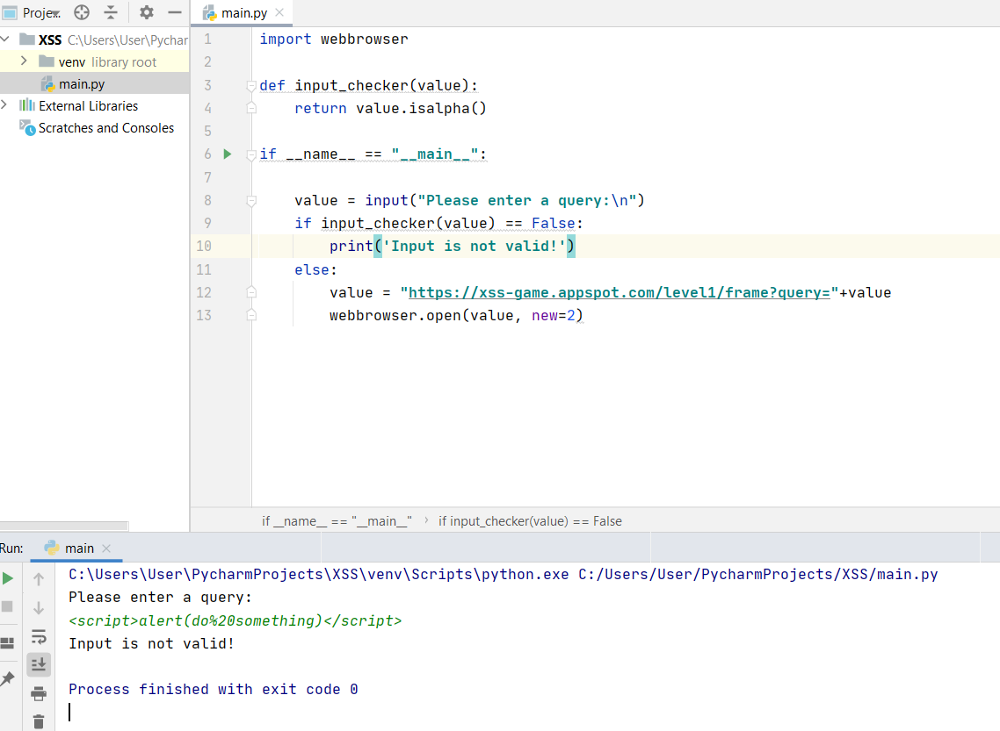 Proje.
main.py
XSS C:\Users\User\Pychar
venv library root
main.py
External Libraries
Scratches and Consoles
1 import webbrowser
2
3 def input_checker(value):
4     return value.isalpha()
5
6 if __name__ == "__main__":
7
8     value = input("Please enter a query:\n")
9     if input_checker(value) == False:
10         print('Input is not valid!')
11     else:
12         value = "https://xss-game.appspot.com/level1/frame?query="+value
13         webbrowser.open(value, new=2)
if __name__ == "__main__" › if input_checker(value) == False
Run: main
C:\Users\User\PycharmProjects\XSS\venv\Scripts\python.exe C:/Users/User/PycharmProjects/XSS/main.py
Please enter a query:
<script>alert(do%20something)</script>
Input is not valid!
Process finished with exit code 0